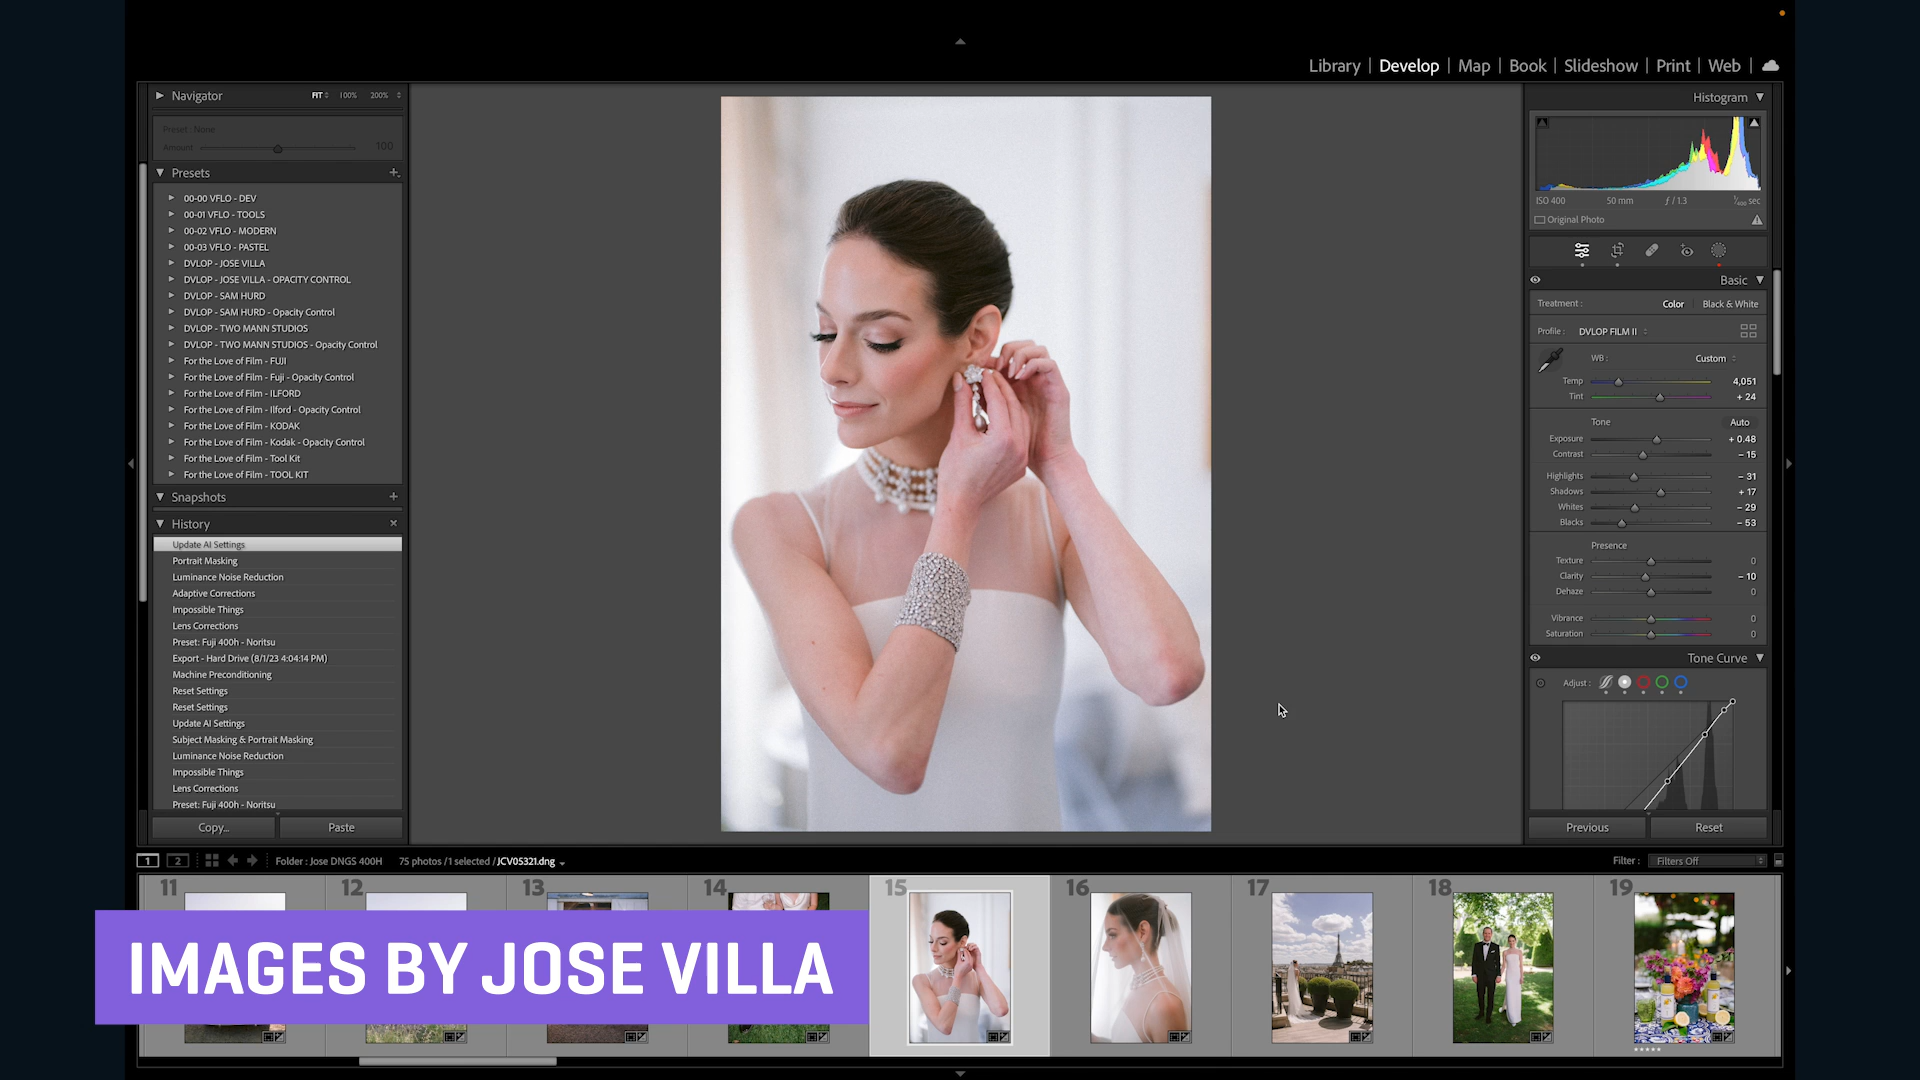 Library | Develop | Map | Book | Slideshow | Print | Web |
Navigator FIT 100% 200%
Preset : None
Amount 100
Presets
00-00 VFLO - DEV
00-01 VFLO - TOOLS
00-02 VFLO - MODERN
00-03 VFLO - PASTEL
DVLOP - JOSE VILLA
DVLOP - JOSE VILLA - OPACITY CONTROL
DVLOP - SAM HURD
DVLOP - SAM HURD - Opacity Control
DVLOP - TWO MANN STUDIOS
DVLOP - TWO MANN STUDIOS - Opacity Control
For the Love of Film - FUJI
For the Love of Film - Fuji - Opacity Control
For the Love of Film - ILFORD
For the Love of Film - Ilford - Opacity Control
For the Love of Film - KODAK
For the Love of Film - Kodak - Opacity Control
For the Love of Film - Tool Kit
For the Love of Film - TOOL KIT
Snapshots
History
Update AI Settings
Portrait Masking
Luminance Noise Reduction
Adaptive Corrections
Impossible Things
Lens Corrections
Preset: Fuji 400h - Noritsu
Export - Hard Drive (8/1/23 4:04:14 PM)
Machine Preconditioning
Reset Settings
Reset Settings
Update AI Settings
Subject Masking & Portrait Masking
Luminance Noise Reduction
Impossible Things
Lens Corrections
Preset: Fuji 400h - Noritsu
Copy... Paste
Histogram
ISO 400 50 mm ƒ / 1.3 1/400 sec
Original Photo
Basic
Treatment : Color Black & White
Profile : DVLOP FILM II
WB : Custom
Temp 4,051
Tint + 24
Tone Auto
Exposure + 0.48
Contrast – 15
Highlights – 31
Shadows + 17
Whites – 29
Blacks – 53
Presence
Texture 0
Clarity – 10
Dehaze 0
Vibrance 0
Saturation 0
Tone Curve
Adjust :
Previous Reset
1 2 Folder : Jose DNGS 400H 75 photos / 1 selected / JCV05321.dng Filter : Filters Off
11 12 13 14 15 16 17 18 19
IMAGES BY JOSE VILLA